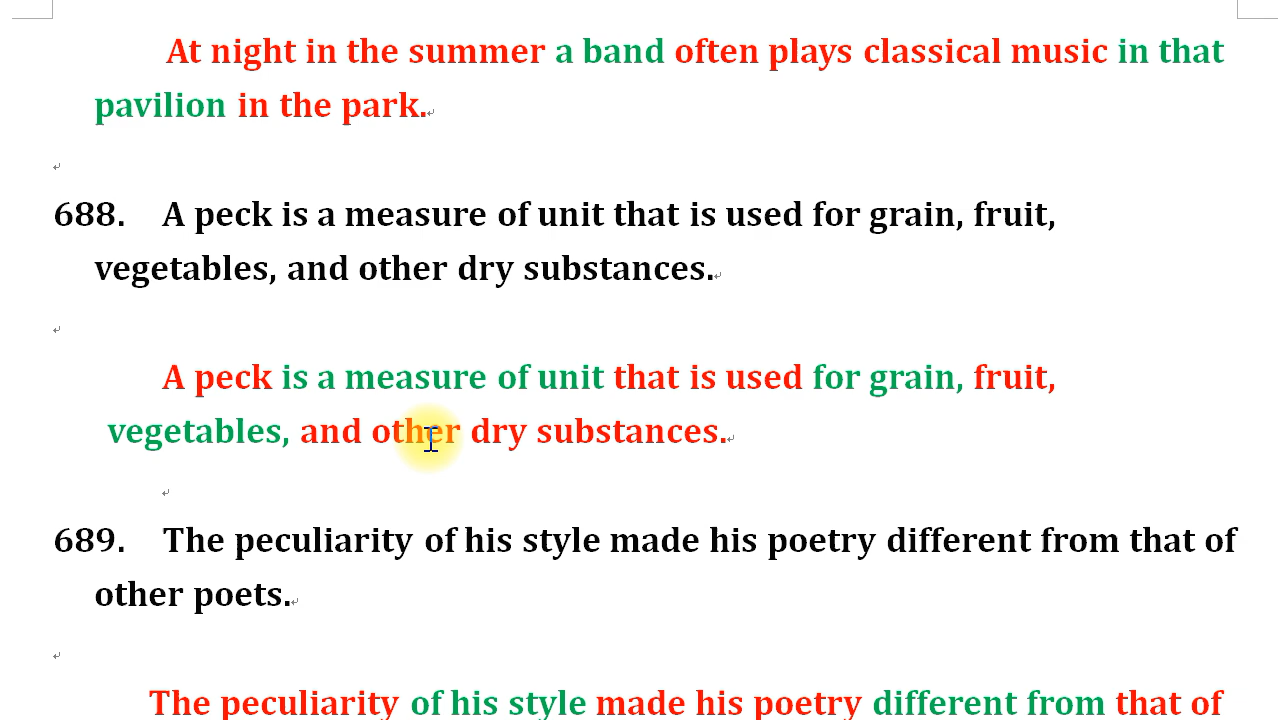 At night in the summer a band often plays classical music in that
pavilion in the park.
688. A peck is a measure of unit that is used for grain, fruit,
vegetables, and other dry substances.
A peck is a measure of unit that is used for grain, fruit,
vegetables, and other dry substances.
689. The peculiarity of his style made his poetry different from that of
other poets.
The peculiarity of his style made his poetry different from that of